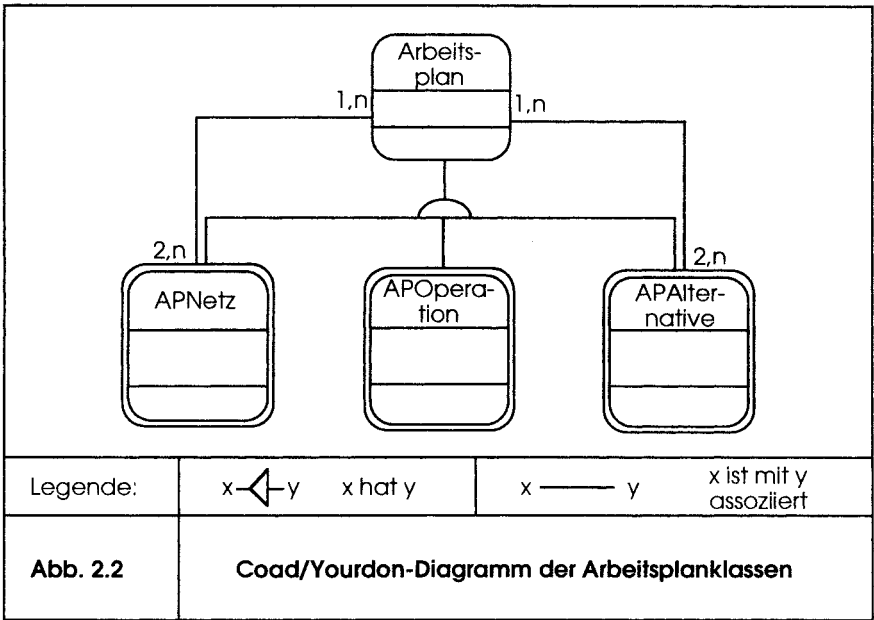 Arbeits-
plan
1,n
1,n
2,n
2,n
APNetz
APOpera-
tion
APAlter-
native
Legende:
x
y
x hat y
x
y
x ist mit y
assoziiert
Abb. 2.2
Coad/Yourdon-Diagramm der Arbeitsplanklassen